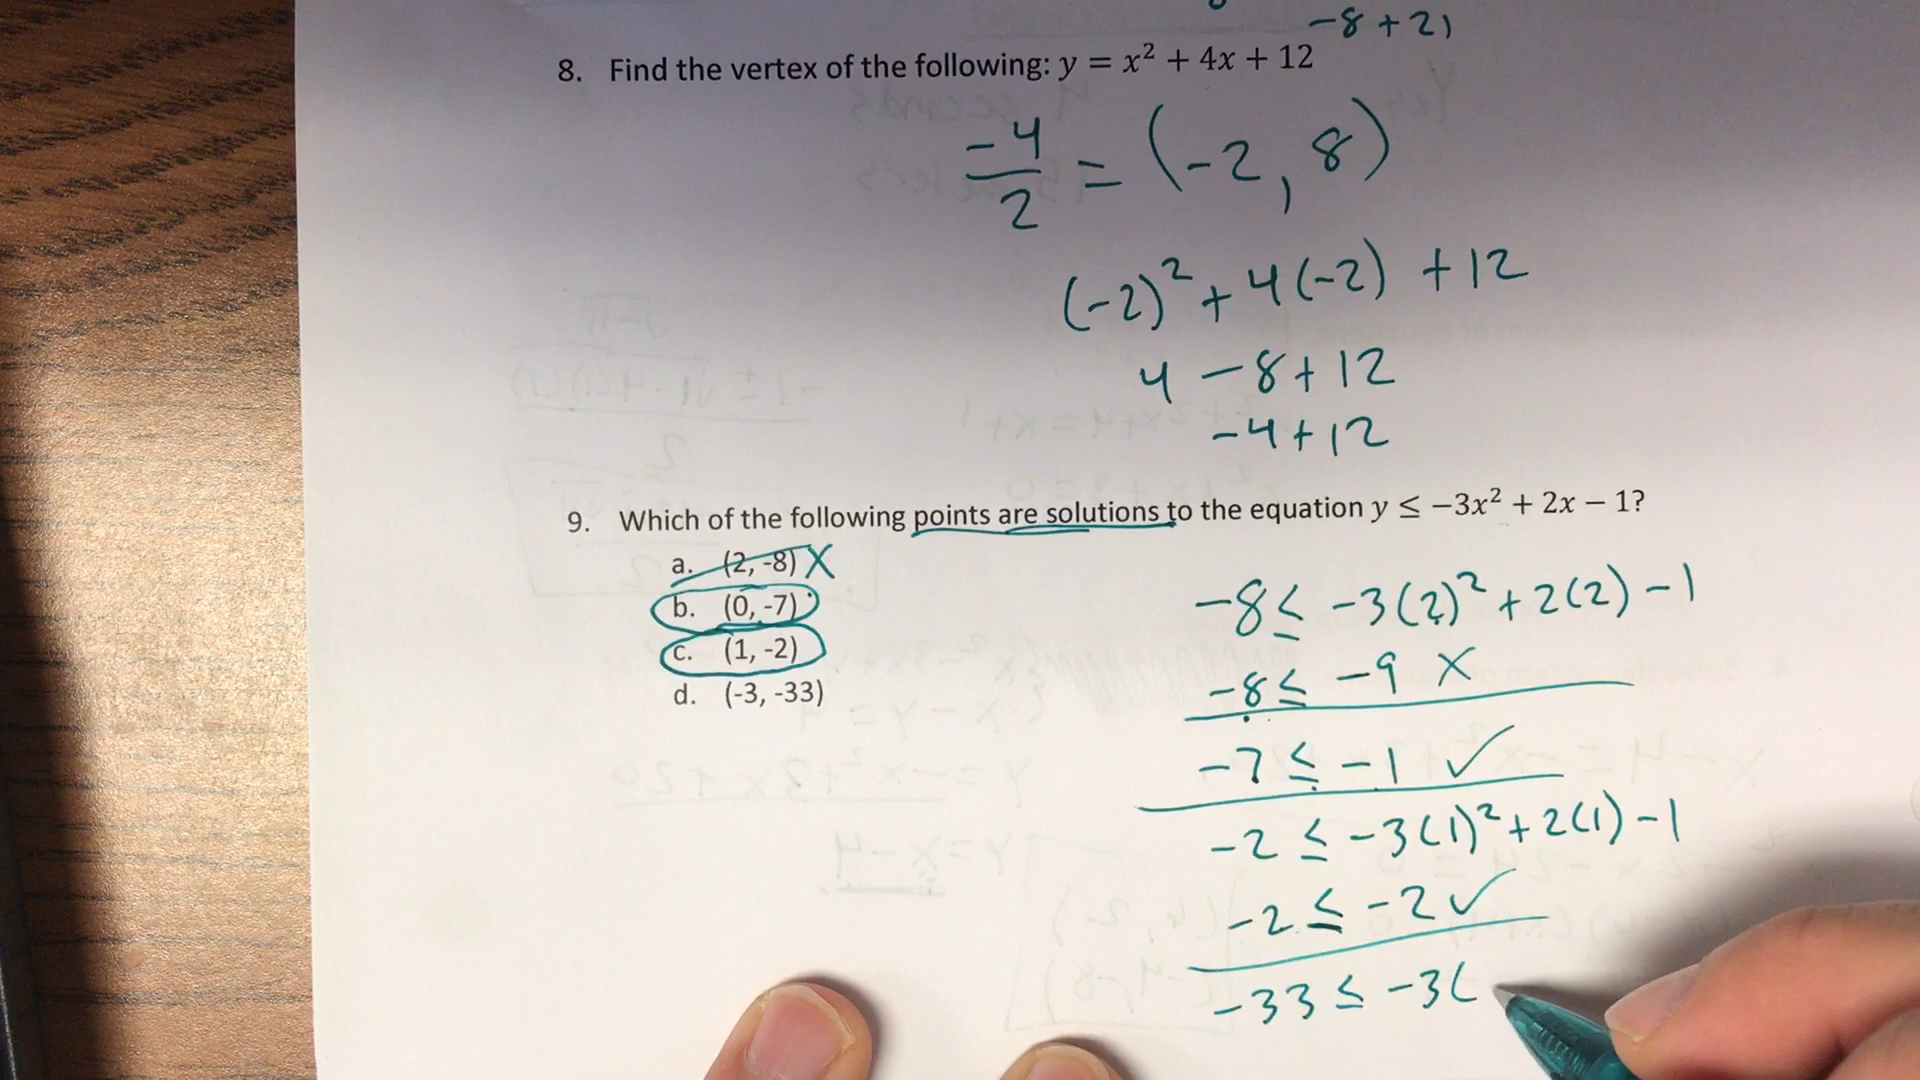 -8+21
8. Find the vertex of the following: y = x² + 4x + 12
-4/2 = (-2, 8)
(-2)² + 4(-2) + 12
4 - 8 + 12
-4 + 12
9. Which of the following points are solutions to the equation y ≤ -3x² + 2x - 1?
a. (2, -8) X
b. (0, -7)
c. (1, -2)
d. (-3, -33)
-8 ≤ -3(2)² + 2(2) - 1
-8 ≤ -9 X
-7 ≤ -1 ✓
-2 ≤ -3(1)² + 2(1) - 1
-2 ≤ -2 ✓
-33 ≤ -3(